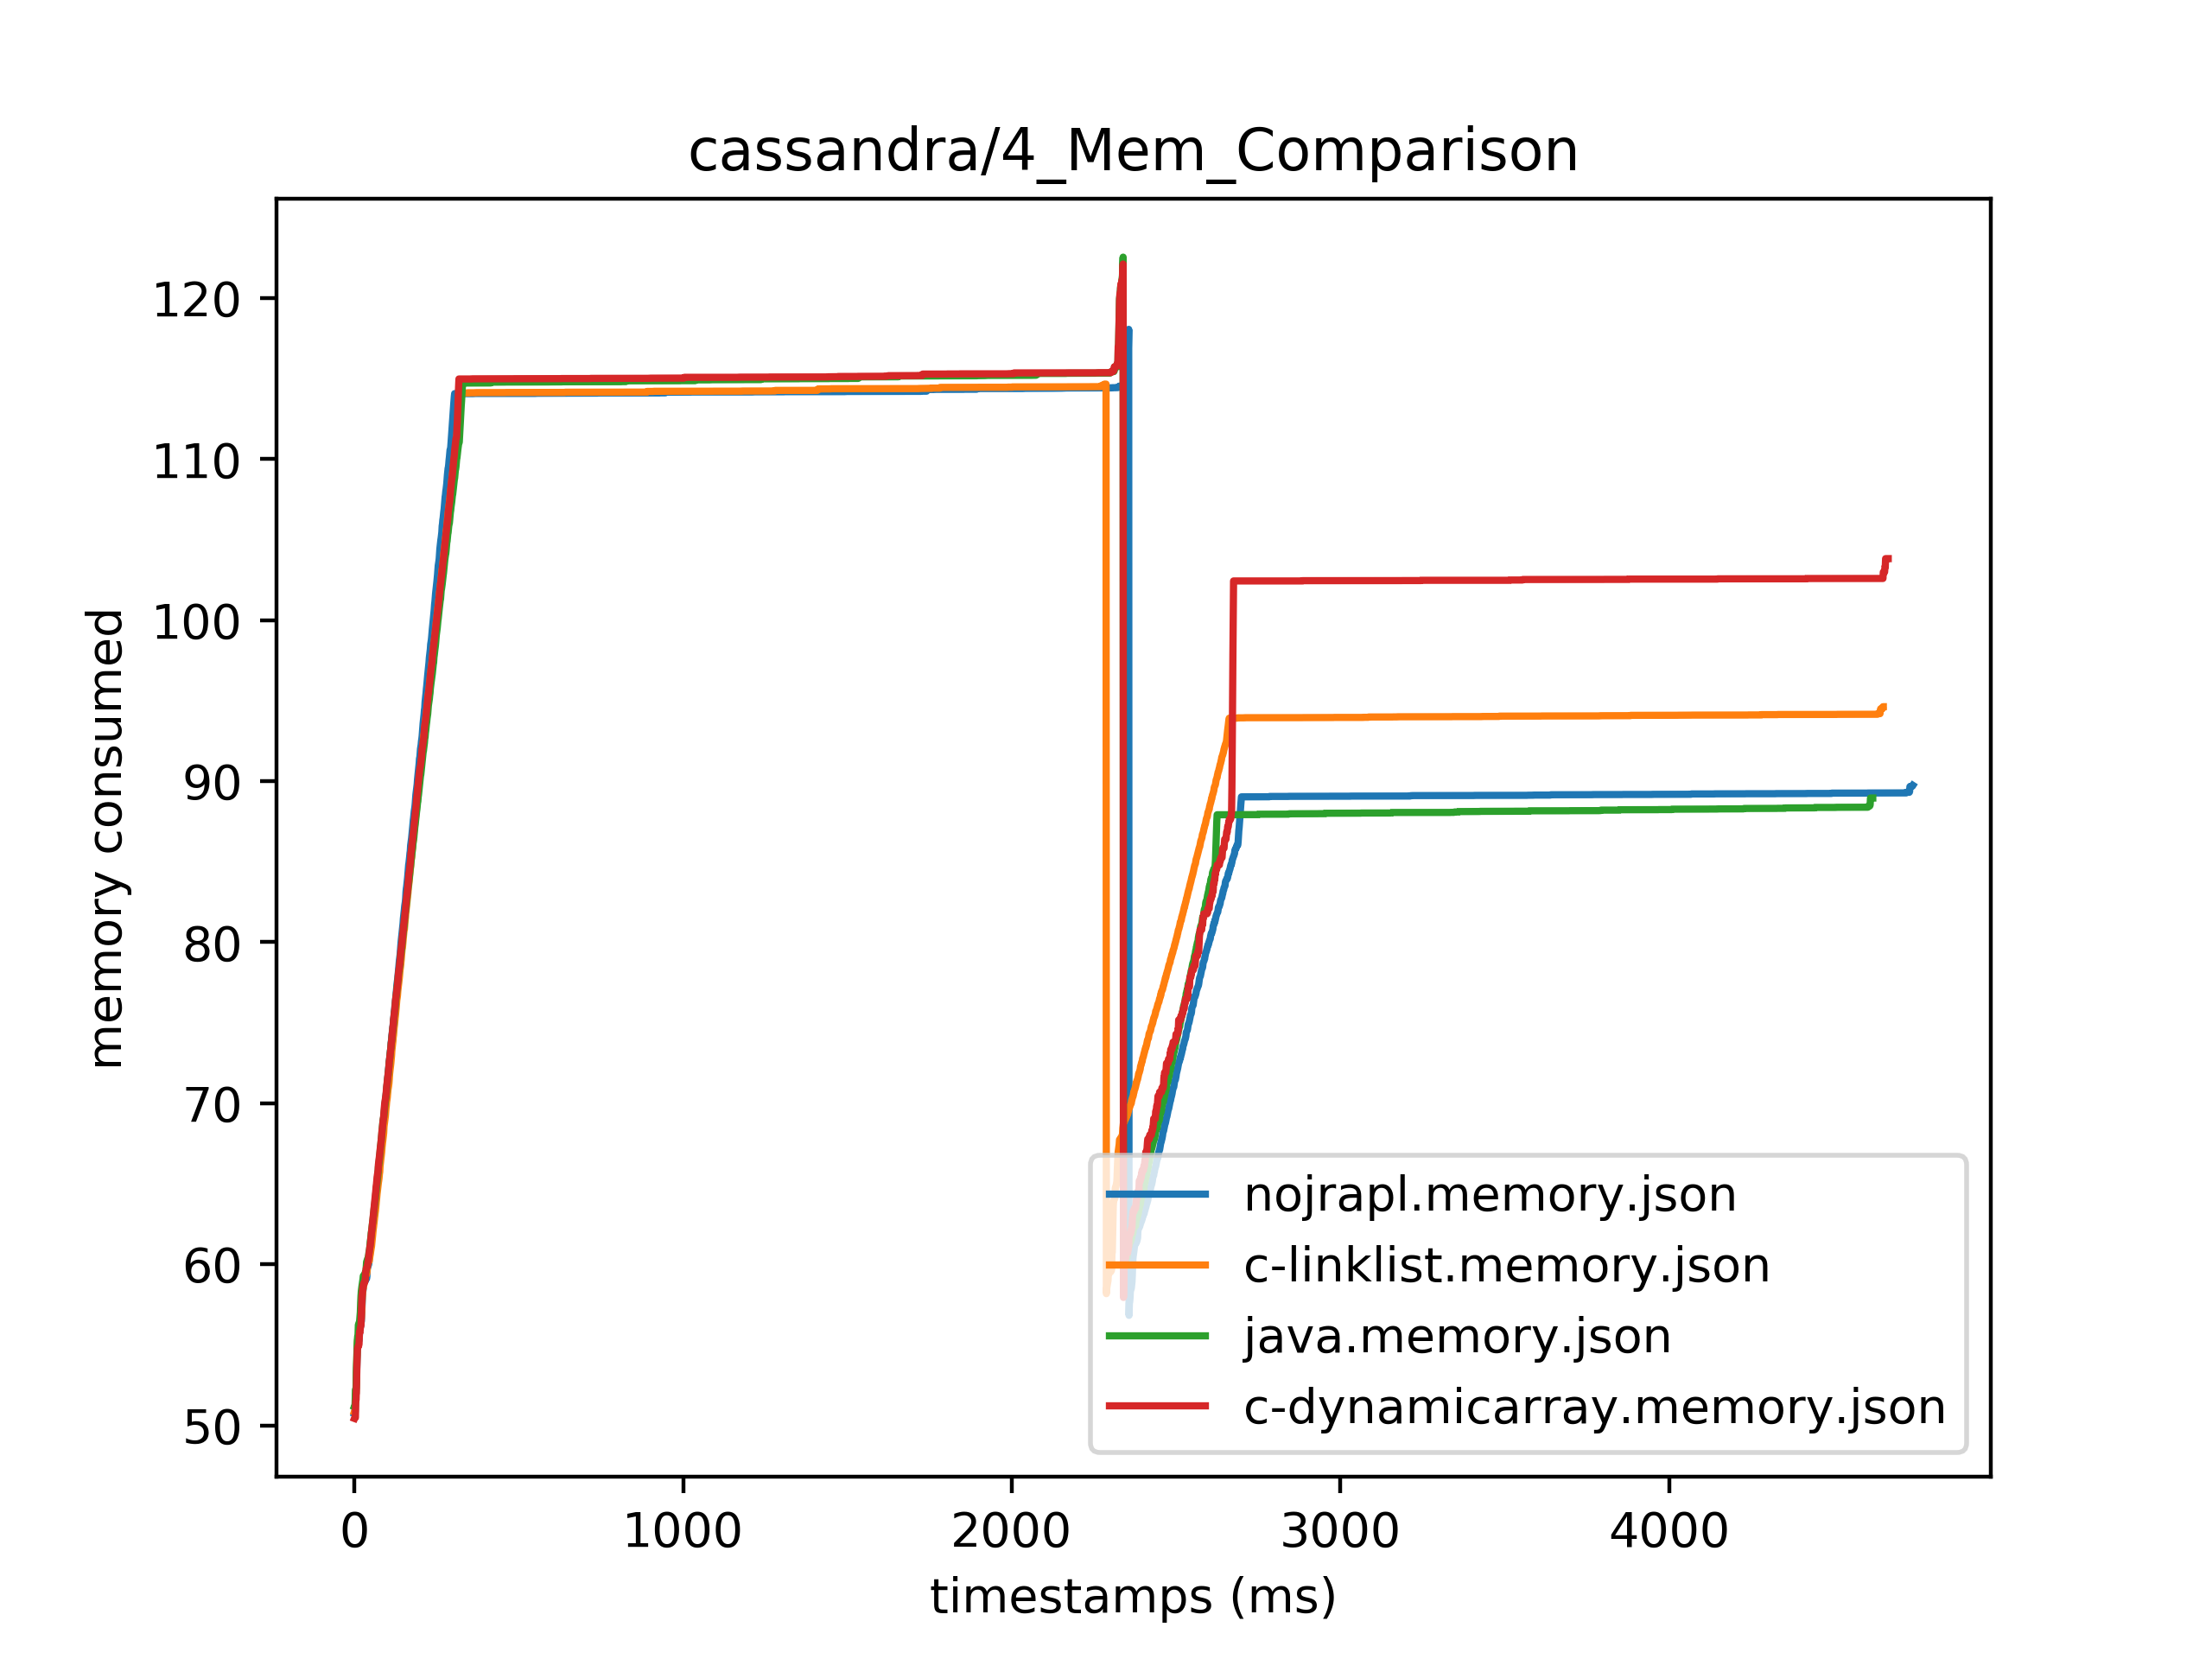 cassandra/4_Mem_Comparison
120
110
100
90
80
70
60
50
memory consumed
nojrapl.memory.json
c-linklist.memory.json
java.memory.json
c-dynamicarray.memory.json
0 1000 2000 3000 4000
timestamps (ms)